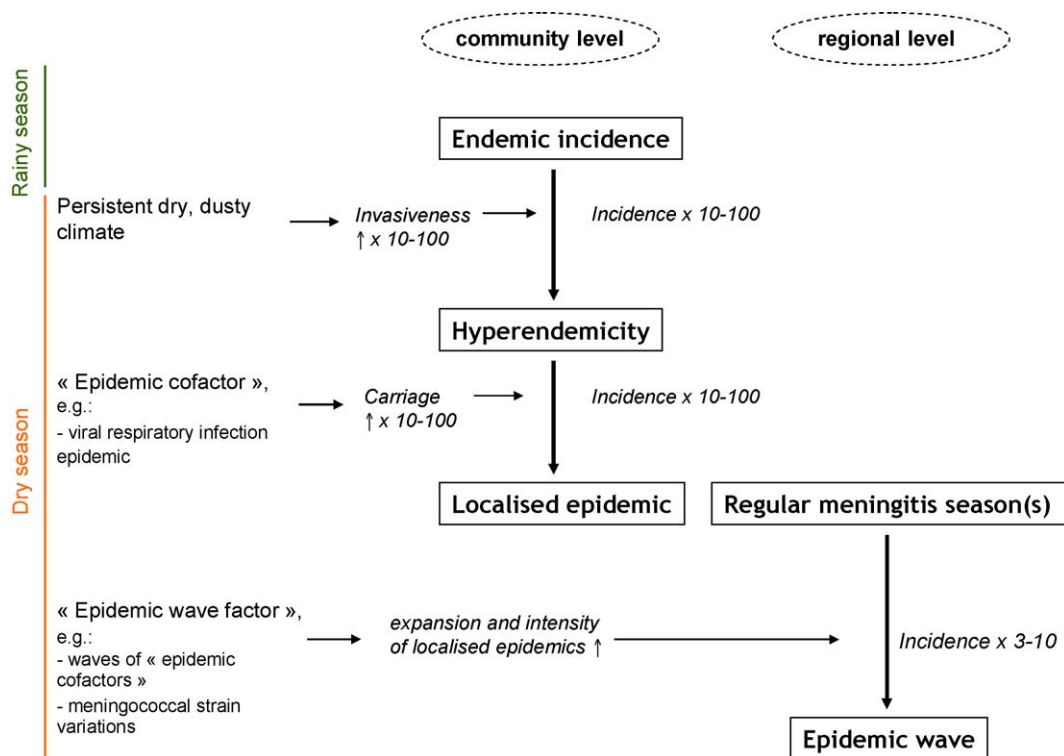 community level
regional level
Rainy season
Endemic incidence
Persistent dry, dusty
climate
Invasiveness
↑ x 10-100
Incidence x 10-100
Hyperendemicity
Dry season
« Epidemic cofactor »,
e.g.:
- viral respiratory infection
epidemic
Carriage
↑ x 10-100
Incidence x 10-100
Localised epidemic
Regular meningitis season(s)
« Epidemic wave factor »,
e.g.:
- waves of « epidemic
cofactors »
- meningococcal strain
variations
expansion and intensity
of localised epidemics ↑
Incidence x 3-10
Epidemic wave